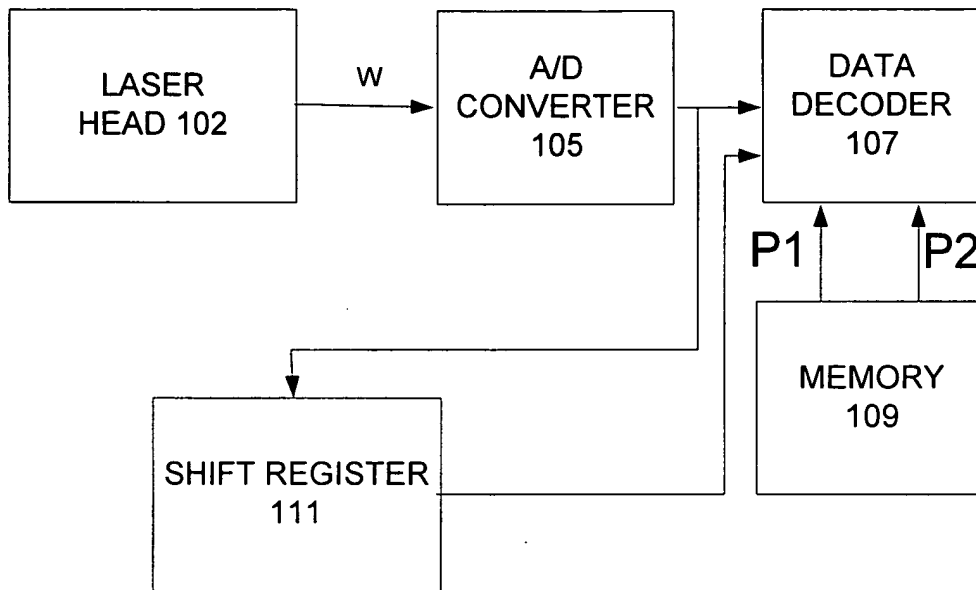 LASER
HEAD 102
W
A/D
CONVERTER
105
DATA
DECODER
107
P1
P2
MEMORY
109
SHIFT REGISTER
111